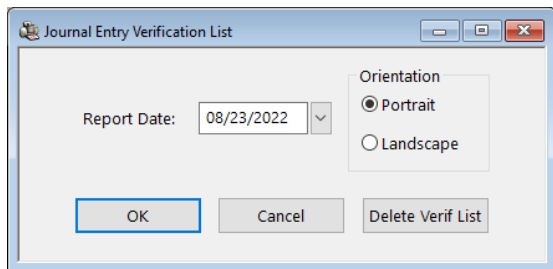 Journal Entry Verification List
Orientation
Report Date: 08/23/2022
Portrait
Landscape
OK Cancel Delete Verif List